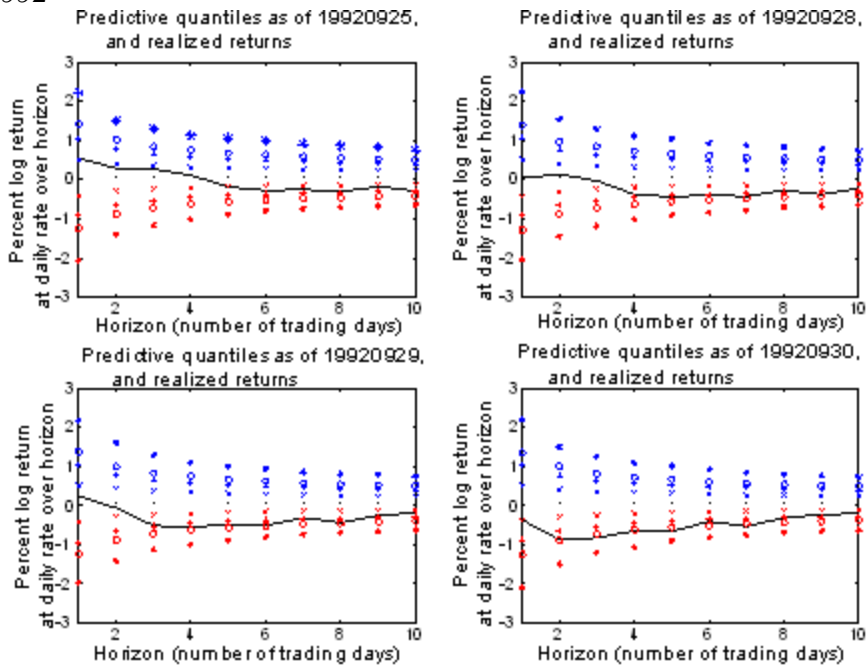 992
Predictive quantiles as of 19920925,
and realized returns
Percent log return
at daily rate over horizon
3
2
1
0
-1
-2
-3
2 4 6 8 10
Horizon (number of trading days)
Predictive quantiles as of 19920928,
and realized returns
Percent log return
at daily rate over horizon
3
2
1
0
-1
-2
-3
2 4 6 8 10
Horizon (number of trading days)
Predictive quantiles as of 19920929,
and realized returns
Percent log return
at daily rate over horizon
3
2
1
0
-1
-2
-3
2 4 6 8 10
Horizon (number of trading days)
Predictive quantiles as of 19920930,
and realized returns
Percent log return
at daily rate over horizon
3
2
1
0
-1
-2
-3
2 4 6 8 10
Horizon (number of trading days)